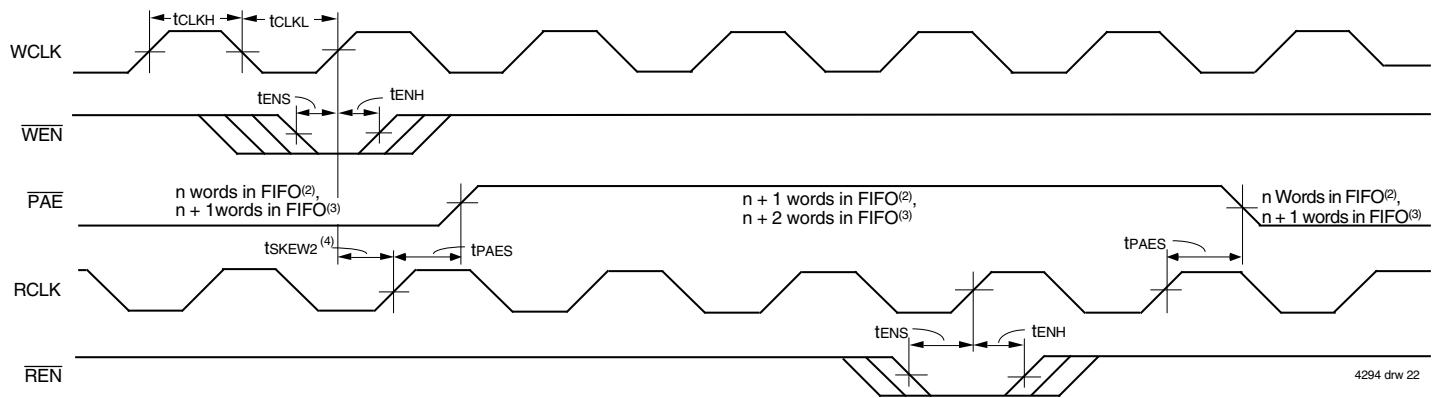 tCLKH tCLKL
WCLK
tENS tENH
WEN
n words in FIFO(2),
n + 1words in FIFO(3)
n + 1 words in FIFO(2),
n + 2 words in FIFO(3)
n Words in FIFO(2),
n + 1 words in FIFO(3)
PAE
tSKEW2 (4) tPAES tPAES
RCLK
tENS tENH
REN
4294 drw 22